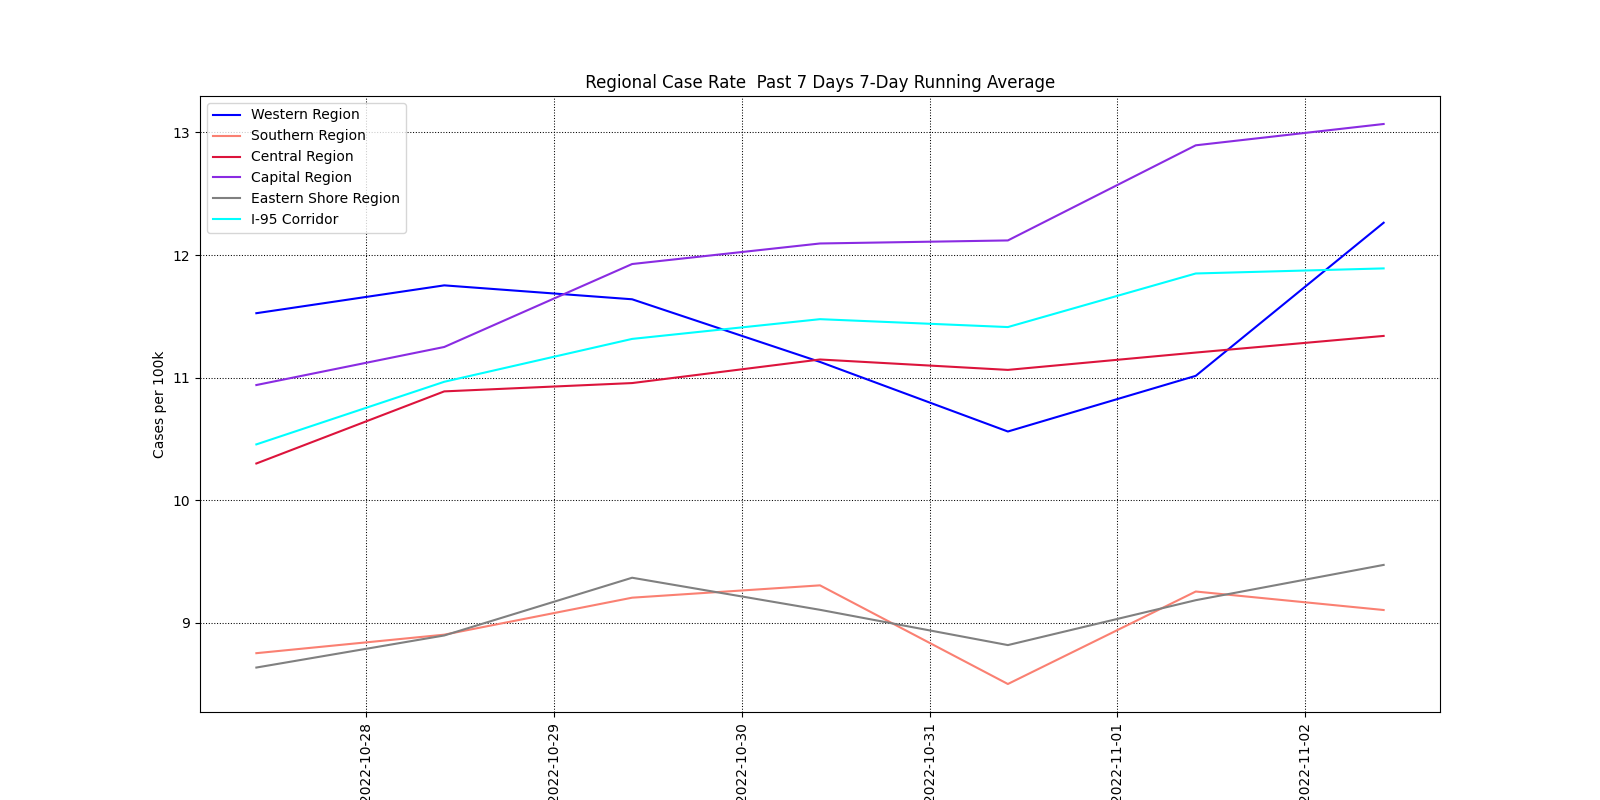 Regional Case Rate  Past 7 Days 7-Day Running Average
Western Region
Southern Region
Central Region
Capital Region
Eastern Shore Region
I-95 Corridor
Cases per 100k
13
12
11
10
9
2022-10-28
2022-10-29
2022-10-30
2022-10-31
2022-11-01
2022-11-02